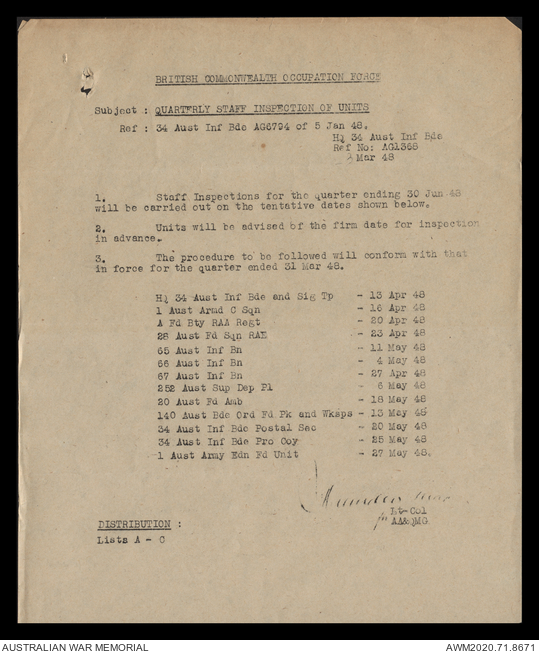 BRITISH COMMONWEALTH OCCUPATION FORCE
Subject : QUARTERLY STAFF INSPECTION OF UNITS
Ref : 34 Aust Inf Bde AG6794 of 5 Jan 48.
HQ 34 Aust Inf Bde
Ref No: AG1368
3 Mar 48
1. Staff Inspections for the quarter ending 30 Jun 48
will be carried out on the tentative dates shown below.
2. Units will be advised of the firm date for inspection
in advance.
3. The procedure to be followed will conform with that
in force for the quarter ended 31 Mar 48.
HQ 34 Aust Inf Bde and Sig Tp - 13 Apr 48
1 Aust Armd C Sqn - 16 Apr 48
A Fd Bty RAA Regt - 20 Apr 48
28 Aust Fd Sqn RAE - 23 Apr 48
65 Aust Inf Bn - 11 May 48
66 Aust Inf Bn - 4 May 48
67 Aust Inf Bn - 27 Apr 48
252 Aust Sup Dep Pl - 6 May 48
20 Aust Fd Amb - 18 May 48
140 Aust Bde Ord Fd Pk and Wksps - 13 May 48
34 Aust Inf Bde Postal Sec - 20 May 48
34 Aust Inf Bde Pro Coy - 25 May 48
1 Aust Army Edn Fd Unit - 27 May 48.
Lt-Col
for AA&QMG.
DISTRIBUTION :
Lists A - C
AUSTRALIAN WAR MEMORIAL
AWM2020.71.8671